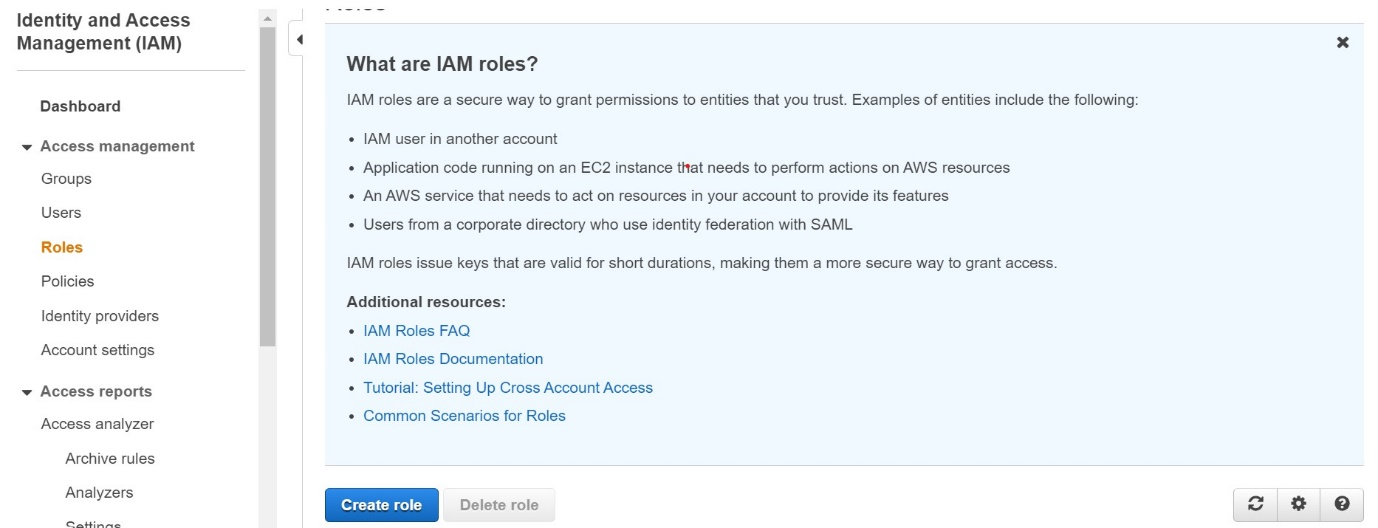 Identity and Access
Management (IAM)
Dashboard
Access management
Groups
Users
Roles
Policies
Identity providers
Account settings
Access reports
Access analyzer
Archive rules
Analyzers
Settings
What are IAM roles?
IAM roles are a secure way to grant permissions to entities that you trust. Examples of entities include the following:
• IAM user in another account
• Application code running on an EC2 instance that needs to perform actions on AWS resources
• An AWS service that needs to act on resources in your account to provide its features
• Users from a corporate directory who use identity federation with SAML
IAM roles issue keys that are valid for short durations, making them a more secure way to grant access.
Additional resources:
• IAM Roles FAQ
• IAM Roles Documentation
• Tutorial: Setting Up Cross Account Access
• Common Scenarios for Roles
Create role
Delete role